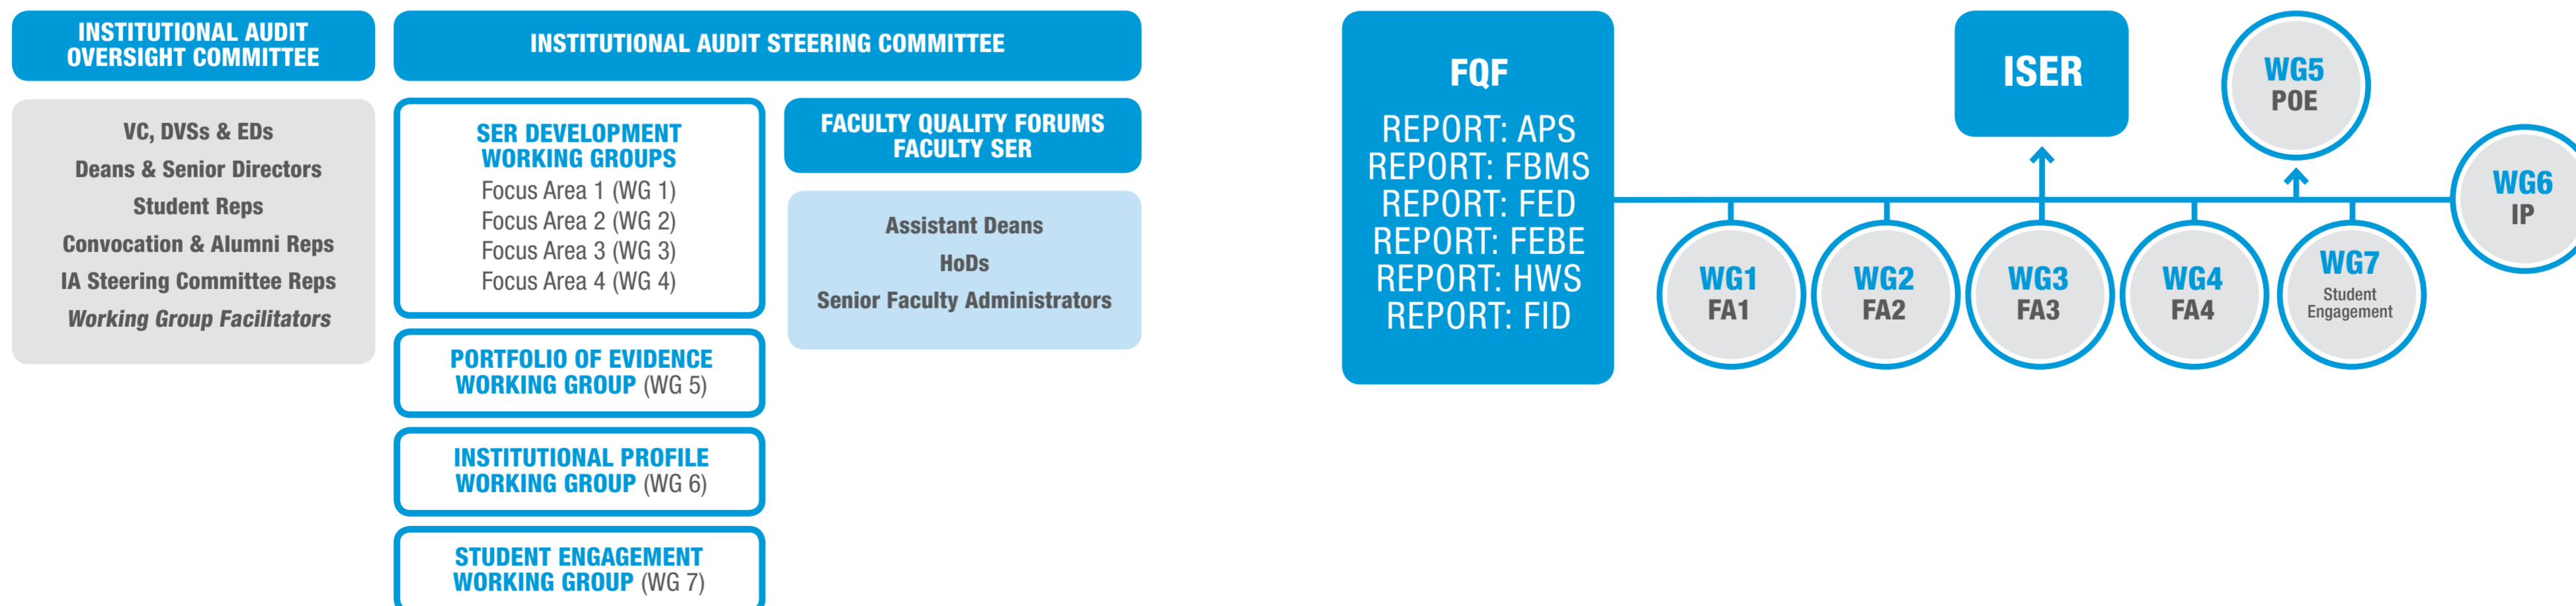 INSTITUTIONAL AUDIT
OVERSIGHT COMMITTEE
VC, DVSs & EDs
Deans & Senior Directors
Student Reps
Convocation & Alumni Reps
IA Steering Committee Reps
Working Group Facilitators
INSTITUTIONAL AUDIT STEERING COMMITTEE
SER DEVELOPMENT
WORKING GROUPS
Focus Area 1 (WG 1)
Focus Area 2 (WG 2)
Focus Area 3 (WG 3)
Focus Area 4 (WG 4)
PORTFOLIO OF EVIDENCE
WORKING GROUP (WG 5)
INSTITUTIONAL PROFILE
WORKING GROUP (WG 6)
STUDENT ENGAGEMENT
WORKING GROUP (WG 7)
FACULTY QUALITY FORUMS
FACULTY SER
Assistant Deans
HoDs
Senior Faculty Administrators
FQF
REPORT: APS
REPORT: FBMS
REPORT: FED
REPORT: FEBE
REPORT: HWS
REPORT: FID
ISER
WG5
POE
WG6
IP
WG1
FA1
WG2
FA2
WG3
FA3
WG4
FA4
WG7
Student
Engagement